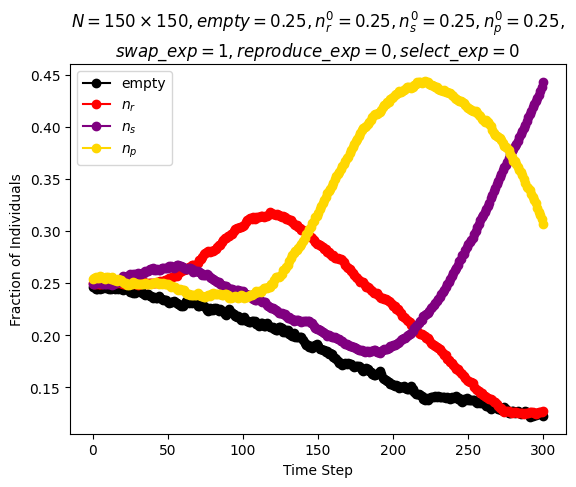 N = 150 × 150, empty = 0.25, n_r^0 = 0.25, n_s^0 = 0.25, n_p^0 = 0.25,
swap_exp = 1, reproduce_exp = 0, select_exp = 0
empty
n_r
n_s
n_p
Fraction of Individuals
0.45
0.40
0.35
0.30
0.25
0.20
0.15
0 50 100 150 200 250 300
Time Step